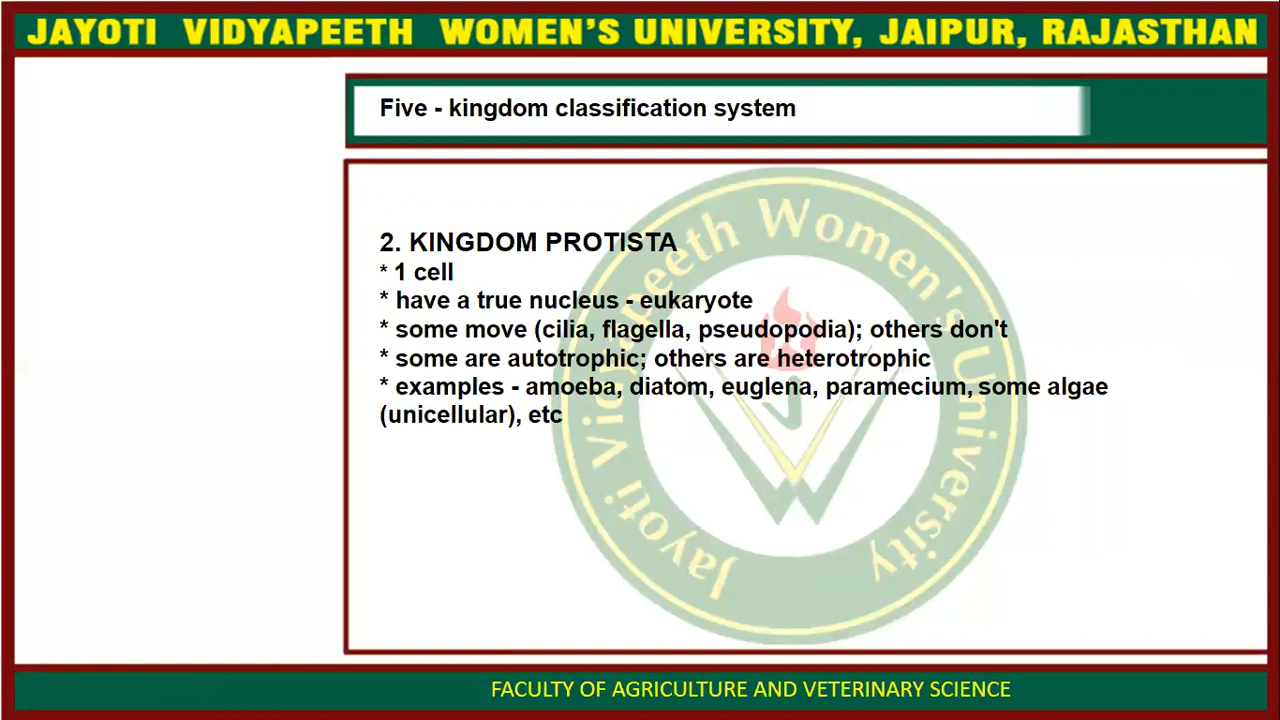 JAYOTI VIDYAPEETH WOMEN'S UNIVERSITY, JAIPUR, RAJASTHAN
Five - kingdom classification system
2. KINGDOM PROTISTA
* 1 cell
* have a true nucleus - eukaryote
* some move (cilia, flagella, pseudopodia); others don't
* some are autotrophic; others are heterotrophic
* examples - amoeba, diatom, euglena, paramecium, some algae
(unicellular), etc
Jayoti Vidyapeeth Women's University
FACULTY OF AGRICULTURE AND VETERINARY SCIENCE